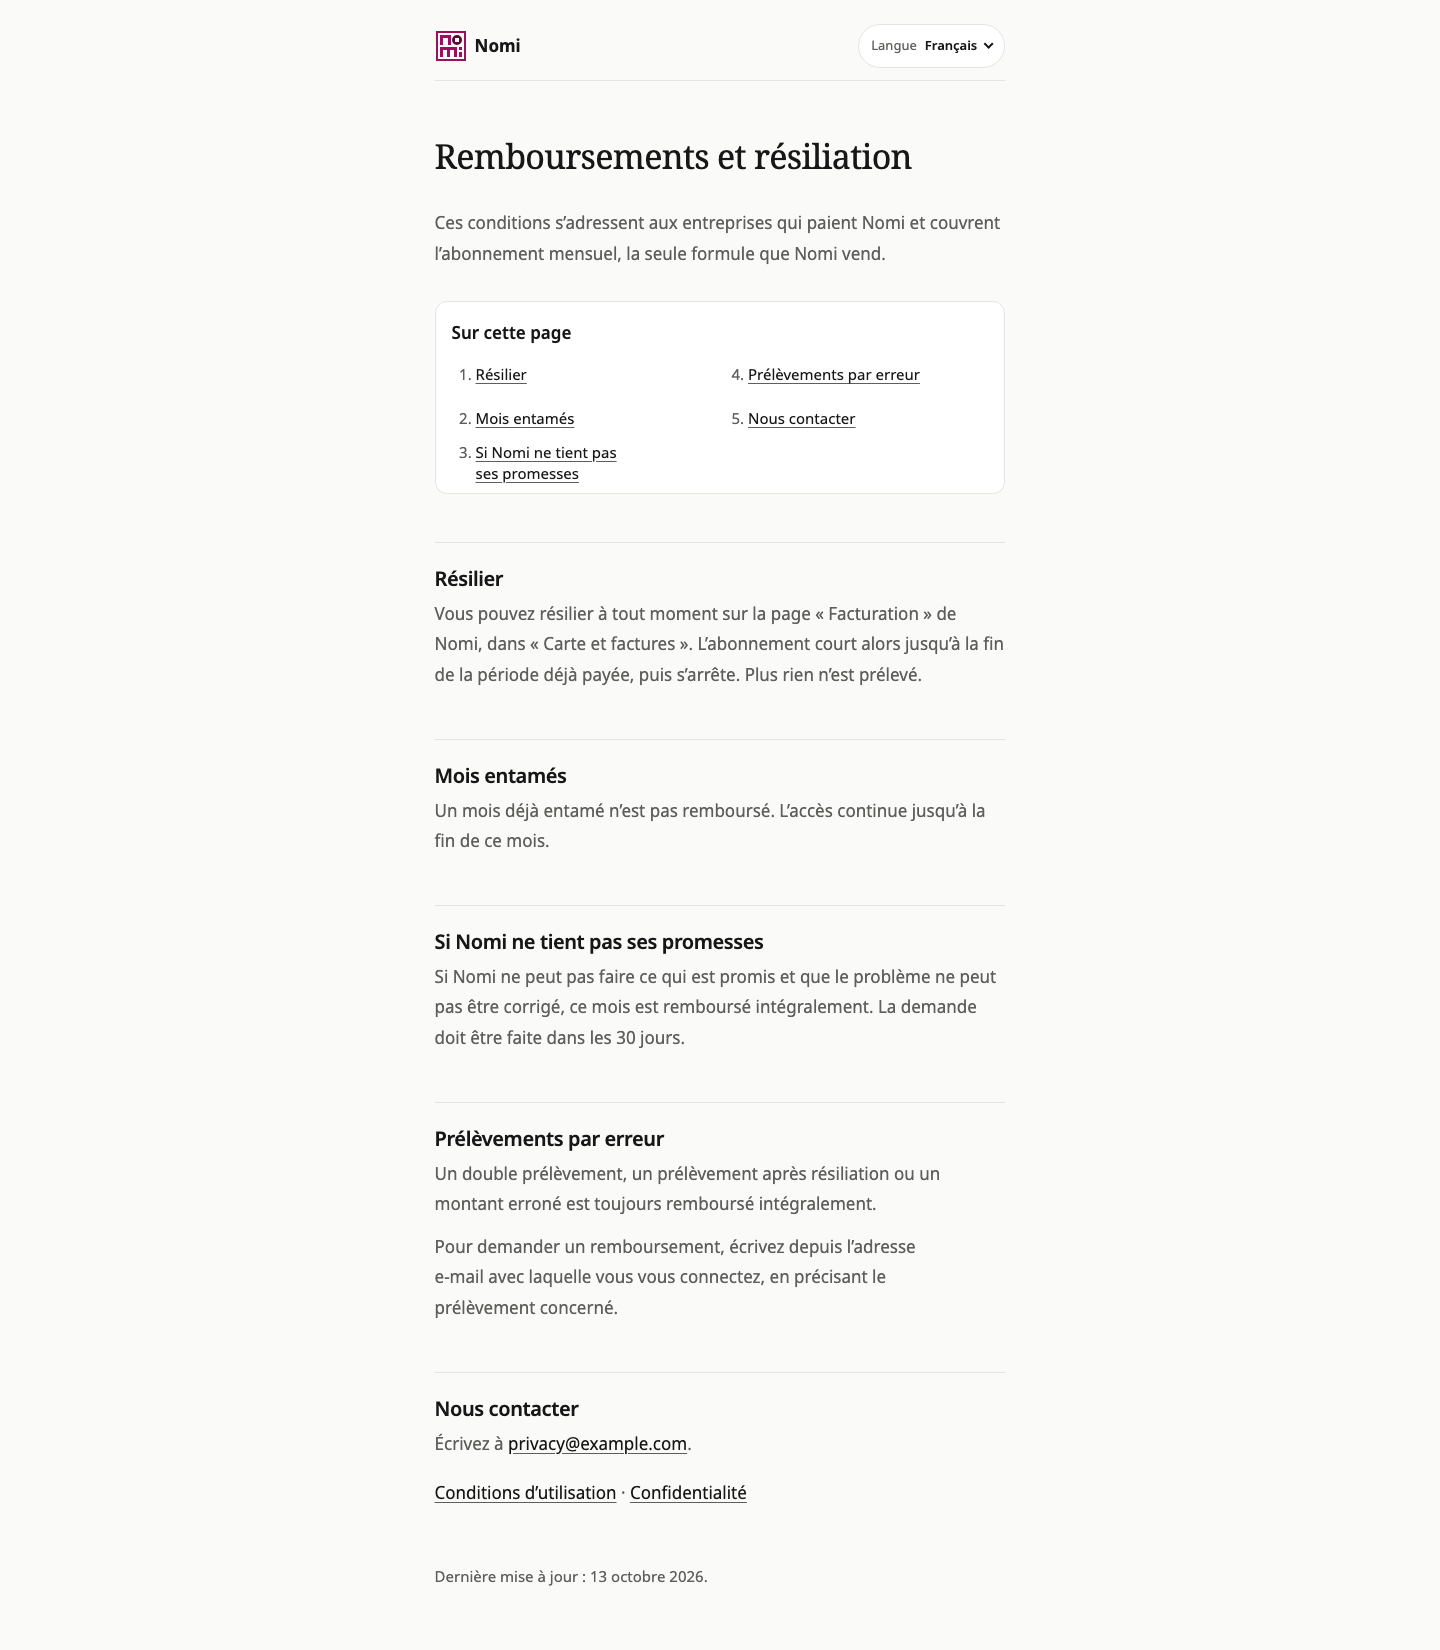 nomi Nomi
Langue Français
Remboursements et résiliation
Ces conditions s’adressent aux entreprises qui paient Nomi et couvrent
l’abonnement mensuel, la seule formule que Nomi vend.
Sur cette page
1. Résilier
2. Mois entamés
3. Si Nomi ne tient pas
ses promesses
4. Prélèvements par erreur
5. Nous contacter
Résilier
Vous pouvez résilier à tout moment sur la page « Facturation » de
Nomi, dans « Carte et factures ». L’abonnement court alors jusqu’à la fin
de la période déjà payée, puis s’arrête. Plus rien n’est prélevé.
Mois entamés
Un mois déjà entamé n’est pas remboursé. L’accès continue jusqu’à la
fin de ce mois.
Si Nomi ne tient pas ses promesses
Si Nomi ne peut pas faire ce qui est promis et que le problème ne peut
pas être corrigé, ce mois est remboursé intégralement. La demande
doit être faite dans les 30 jours.
Prélèvements par erreur
Un double prélèvement, un prélèvement après résiliation ou un
montant erroné est toujours remboursé intégralement.
Pour demander un remboursement, écrivez depuis l’adresse
e-mail avec laquelle vous vous connectez, en précisant le
prélèvement concerné.
Nous contacter
Écrivez à privacy@example.com.
Conditions d’utilisation · Confidentialité
Dernière mise à jour : 13 octobre 2026.